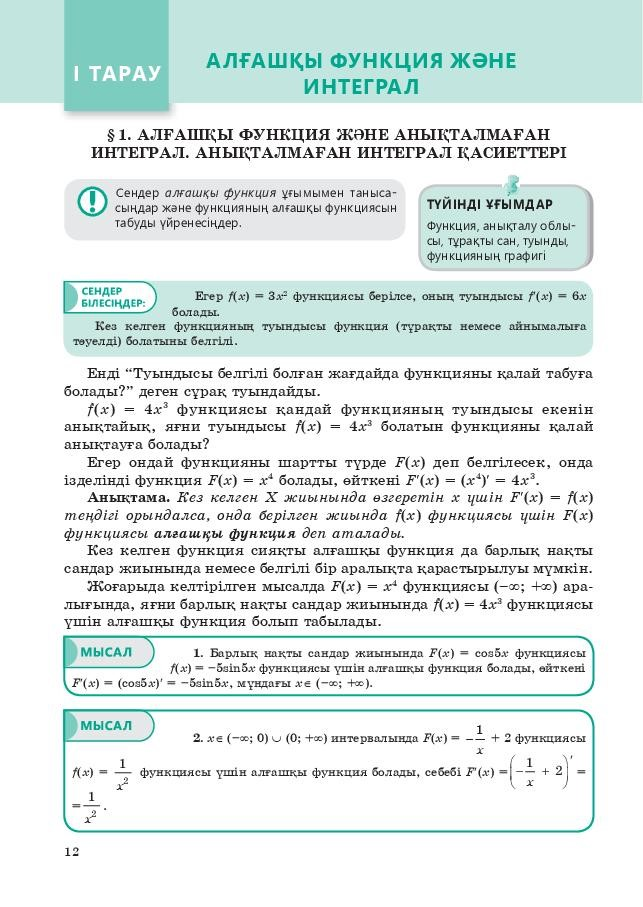 І ТАРАУ
АЛҒАШҚЫ ФУНКЦИЯ ЖӘНЕ
ИНТЕГРАЛ
§ 1. АЛҒАШҚЫ ФУНКЦИЯ ЖӘНЕ АНЫҚТАЛМАҒАН
ИНТЕГРАЛ. АНЫҚТАЛМАҒАН ИНТЕГРАЛ ҚАСИЕТТЕРІ
Сендер алғашқы функция ұғымымен таныса-
сыңдар және функцияның алғашқы функциясын
табуды үйренесіңдер.
ТҮЙІНДІ ҰҒЫМДАР
Функция, анықталу облы-
сы, тұрақты сан, туынды,
функцияның графигі
СЕНДЕР
БІЛЕСІҢДЕР:
Егер f(x) = 3x² функциясы берілсе, оның туындысы f′(x) = 6x
болады.
Кез келген функцияның туындысы функция (тұрақты немесе айнымалыға
тәуелді) болатыны белгілі.
Енді “Туындысы белгілі болған жағдайда функцияны қалай табуға
болады?” деген сұрақ туындайды.
f(x) = 4x³ функциясы қандай функцияның туындысы екенін
анықтайық, яғни туындысы f(x) = 4x³ болатын функцияны қалай
анықтауға болады?
Егер ондай функцияны шартты түрде F(x) деп белгілесек, онда
ізделінді функция F(x) = x⁴ болады, өйткені F′(x) = (x⁴)′ = 4x³.
Анықтама. Кез келген X жиынында өзгеретін x үшін F′(x) = f(x)
теңдігі орындалса, онда берілген жиында f(x) функциясы үшін F(x)
функциясы алғашқы функция деп аталады.
Кез келген функция сияқты алғашқы функция да барлық нақты
сандар жиынында немесе белгілі бір аралықта қарастырылуы мүмкін.
Жоғарыда келтірілген мысалда F(x) = x⁴ функциясы (−∞; +∞) ара-
лығында, яғни барлық нақты сандар жиынында f(x) = 4x³ функциясы
үшін алғашқы функция болып табылады.
МЫСАЛ
1. Барлық нақты сандар жиынында F(x) = cos5x функциясы
f(x) = −5sin5x функциясы үшін алғашқы функция болады, өйткені
F′(x) = (cos5x)′ = −5sin5x, мұндағы x∈ (−∞; +∞).
МЫСАЛ
2. x∈ (−∞; 0) ∪ (0; +∞) интервалында F(x) = −1/x + 2 функциясы
f(x) = 1/x² функциясы үшін алғашқы функция болады, себебі F′(x) = (−1/x + 2)′ =
= 1/x².
12